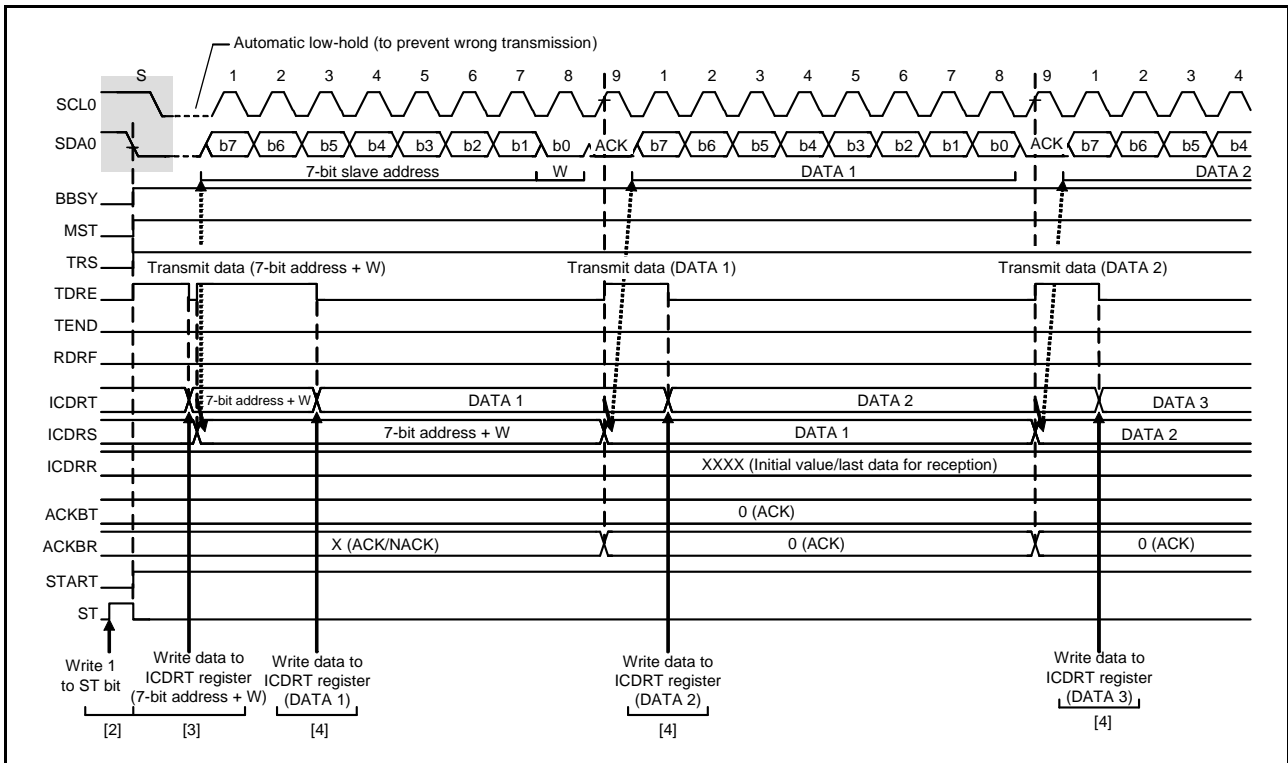 Automatic low-hold (to prevent wrong transmission)
S 1 2 3 4 5 6 7 8 9 1 2 3 4 5 6 7 8 9 1 2 3 4
SCL0
SDA0 b7 b6 b5 b4 b3 b2 b1 b0 ACK b7 b6 b5 b4 b3 b2 b1 b0 ACK b7 b6 b5 b4
7-bit slave address W DATA 1 DATA 2
BBSY
MST
TRS
Transmit data (7-bit address + W) Transmit data (DATA 1) Transmit data (DATA 2)
TDRE
TEND
RDRF
ICDRT 7-bit address + W DATA 1 DATA 2 DATA 3
ICDRS 7-bit address + W DATA 1 DATA 2
ICDRR XXXX (Initial value/last data for reception)
ACKBT 0 (ACK)
ACKBR X (ACK/NACK) 0 (ACK) 0 (ACK)
START
ST
Write 1
to ST bit
[2]
Write data to
ICDRT register
(7-bit address + W)
[3]
Write data to
ICDRT register
(DATA 1)
[4]
Write data to
ICDRT register
(DATA 2)
[4]
Write data to
ICDRT register
(DATA 3)
[4]